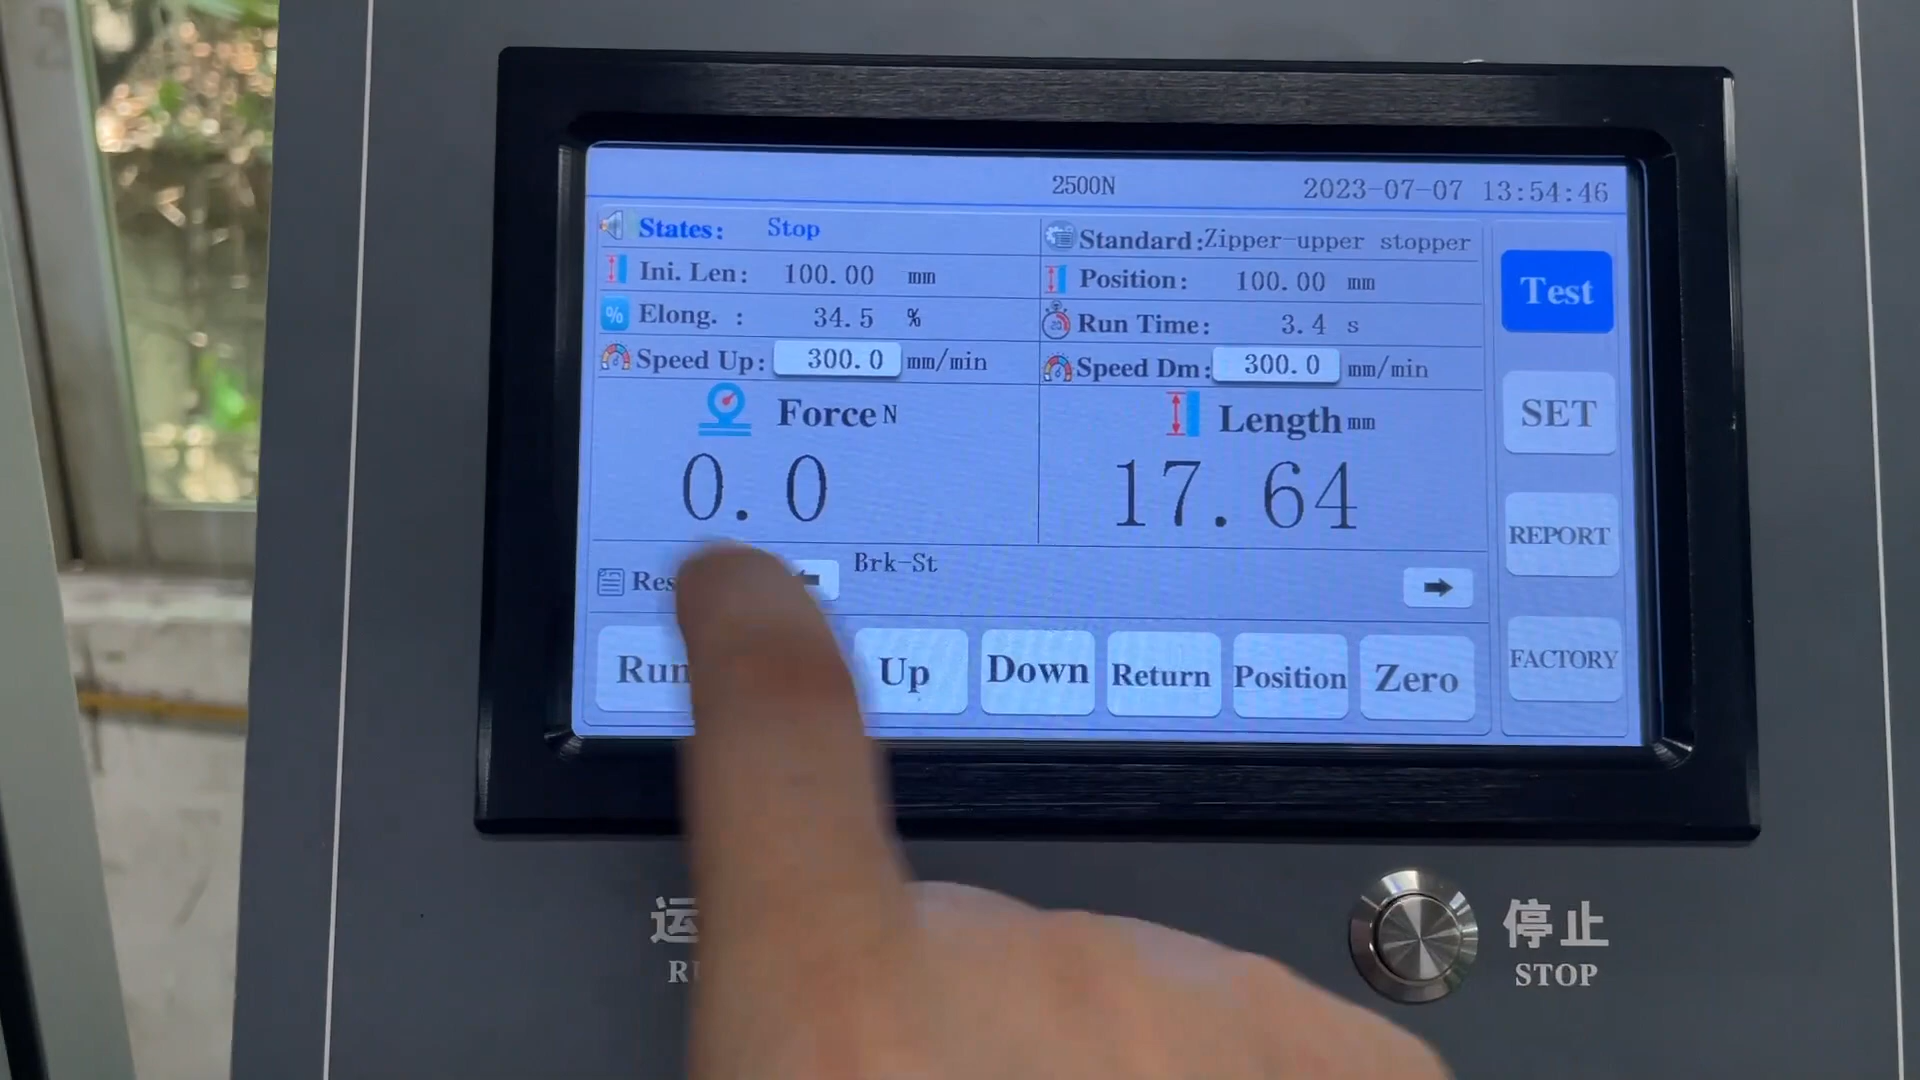 2500N 2023-07-07 13:54:46
States: Stop
Standard:Zipper-upper stopper
Ini. Len: 100.00 mm
Position: 100.00 mm
% Elong. : 34.5 %
Run Time: 3.4 s
Speed Up: 300.0 mm/min
Speed Dm: 300.0 mm/min
Force N
Length mm
0.0
17.64
Brk-St
Run Up Down Return Position Zero
Test
SET
REPORT
FACTORY
停止
STOP